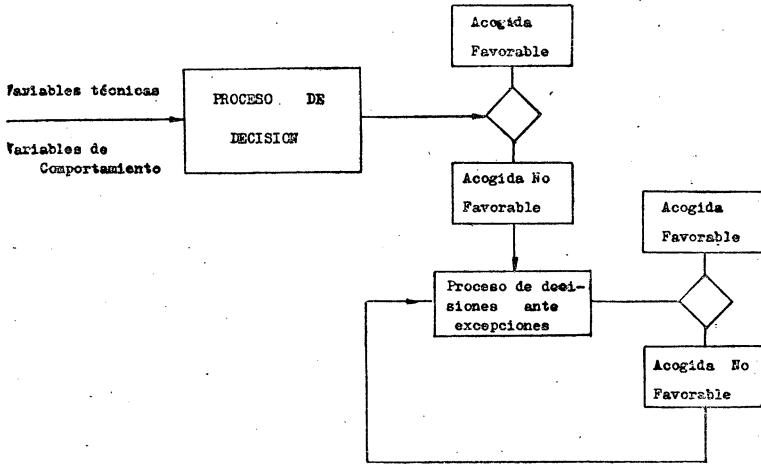 Acogida
Favorable
Variables técnicas
PROCESO DE
DECISION
Variables de
Comportamiento
Acogida No
Favorable
Acogida
Favorable
Proceso de deci-
siones ante
excepciones
Acogida No
Favorable